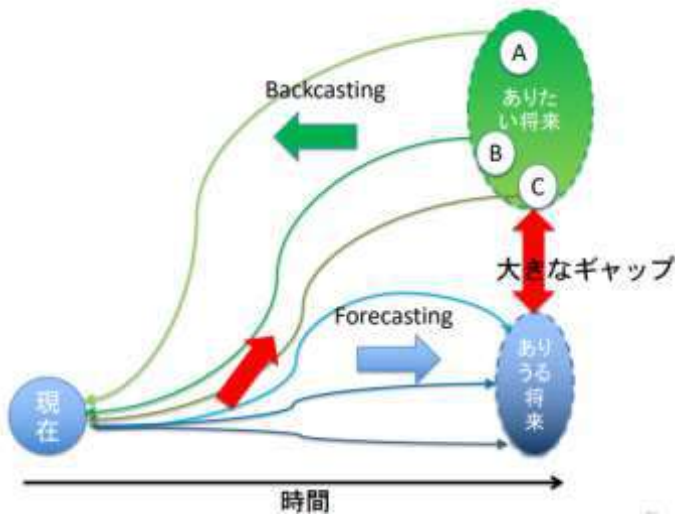 A
ありた
い将来
Backcasting
B
C
大きなギャップ
Forecasting
あり
うる
将
来
現
在
時間